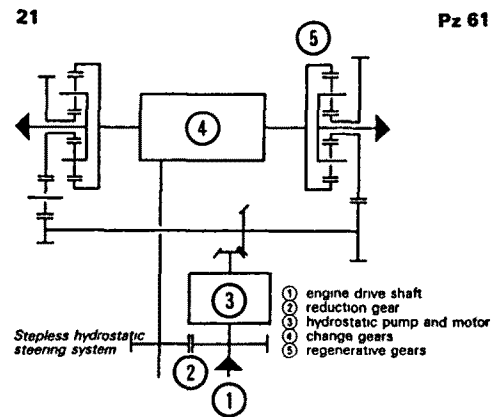 21
Pz 61
5
4
3
2
1
Stepless hydrostatic
steering system
① engine drive shaft
② reduction gear
③ hydrostatic pump and motor
④ change gears
⑤ regenerative gears